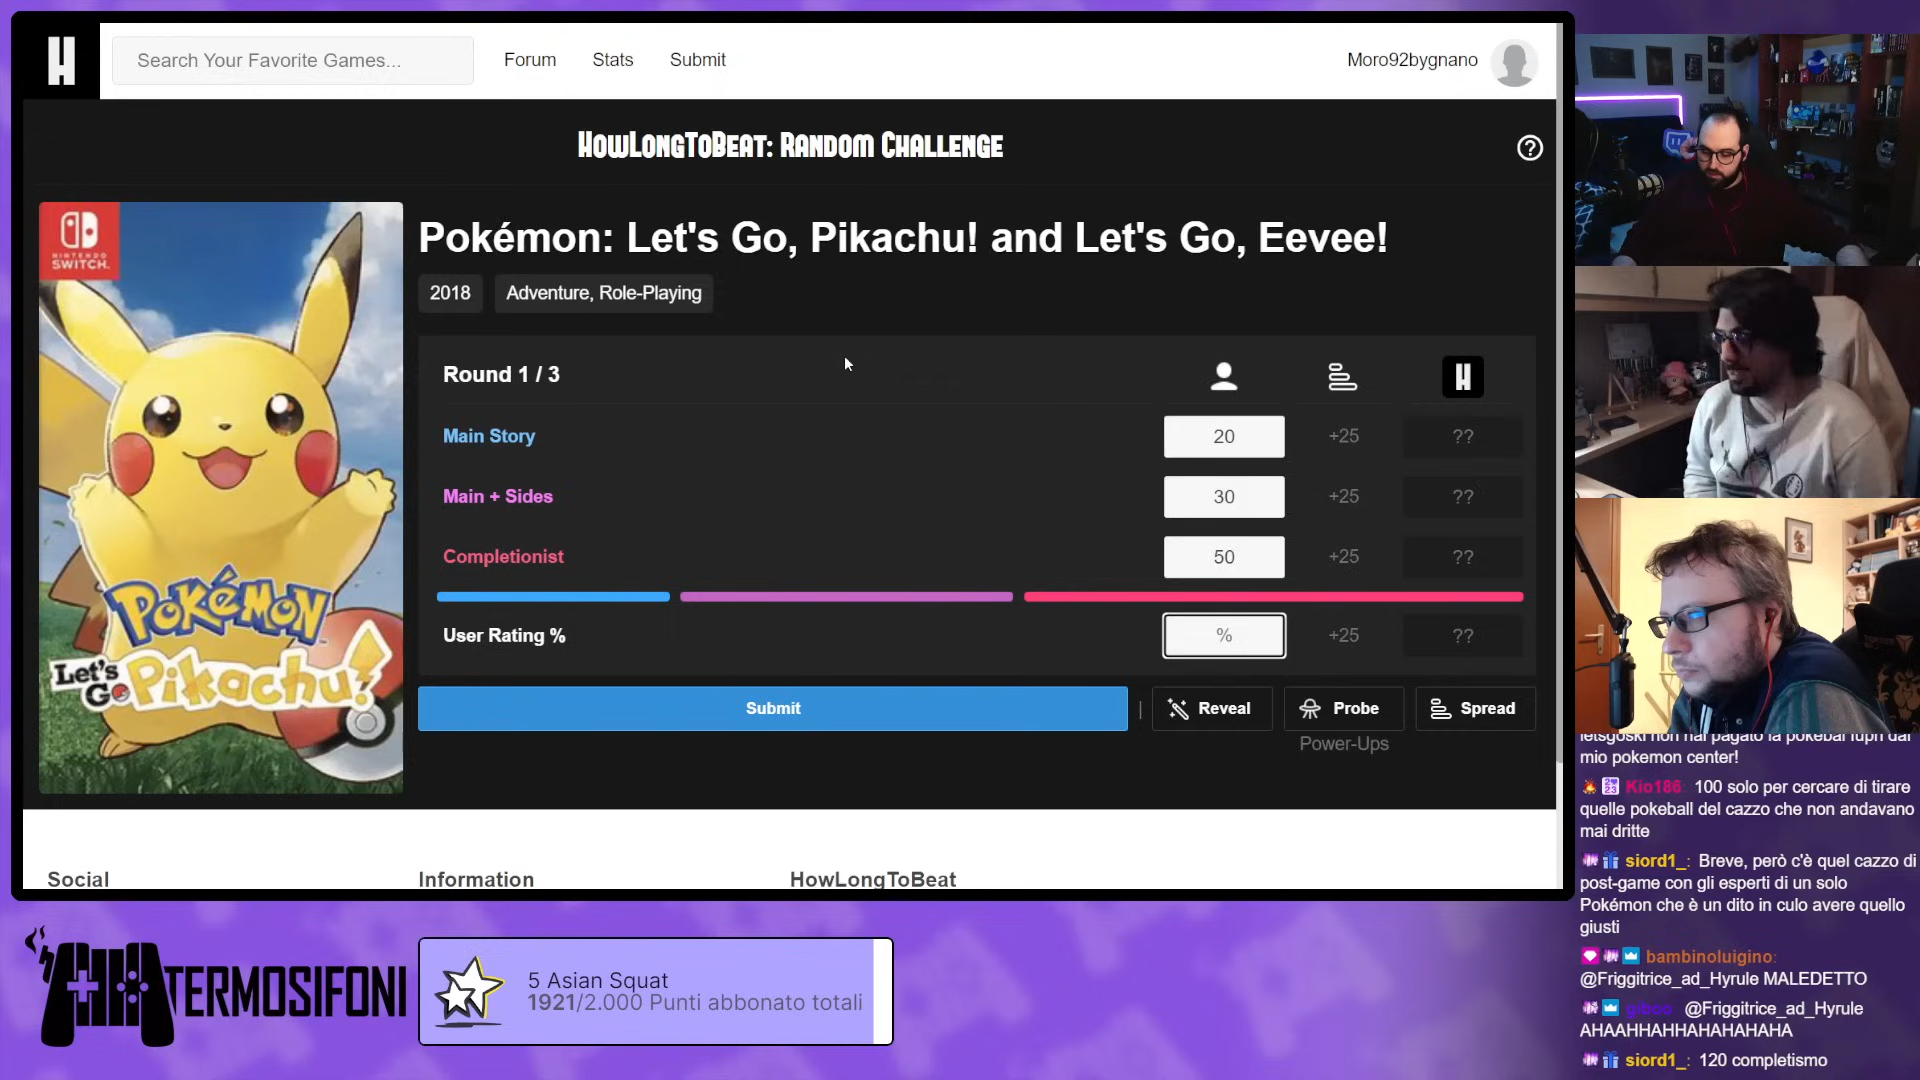 Search Your Favorite Games...
Forum
Stats
Submit
Moro92bygnano
HowLongToBeat: Random Challenge
NINTENDO
SWITCH
Pokémon
Let's Go Pikachu!
Pokémon: Let's Go, Pikachu! and Let's Go, Eevee!
2018
Adventure, Role-Playing
Round 1 / 3
Main Story
20
+25
??
Main + Sides
30
+25
??
Completionist
50
+25
??
User Rating %
%
+25
??
Submit
|
Reveal
Probe
Spread
Power-Ups
Social
Information
HowLongToBeat
TERMOSIFONI
5 Asian Squat
1921/2.000 Punti abbonato totali
mio pokemon center!
Kio186: 100 solo per cercare di tirare
quelle pokeball del cazzo che non andavano
mai dritte
siord1_: Breve, però c'è quel cazzo di
post-game con gli esperti di un solo
Pokémon che è un dito in culo avere quello
giusti
bambinoluigino:
@Friggitrice_ad_Hyrule MALEDETTO
giboo: @Friggitrice_ad_Hyrule
AHAAHHAHHAHAHAHAHA
siord1_: 120 completismo